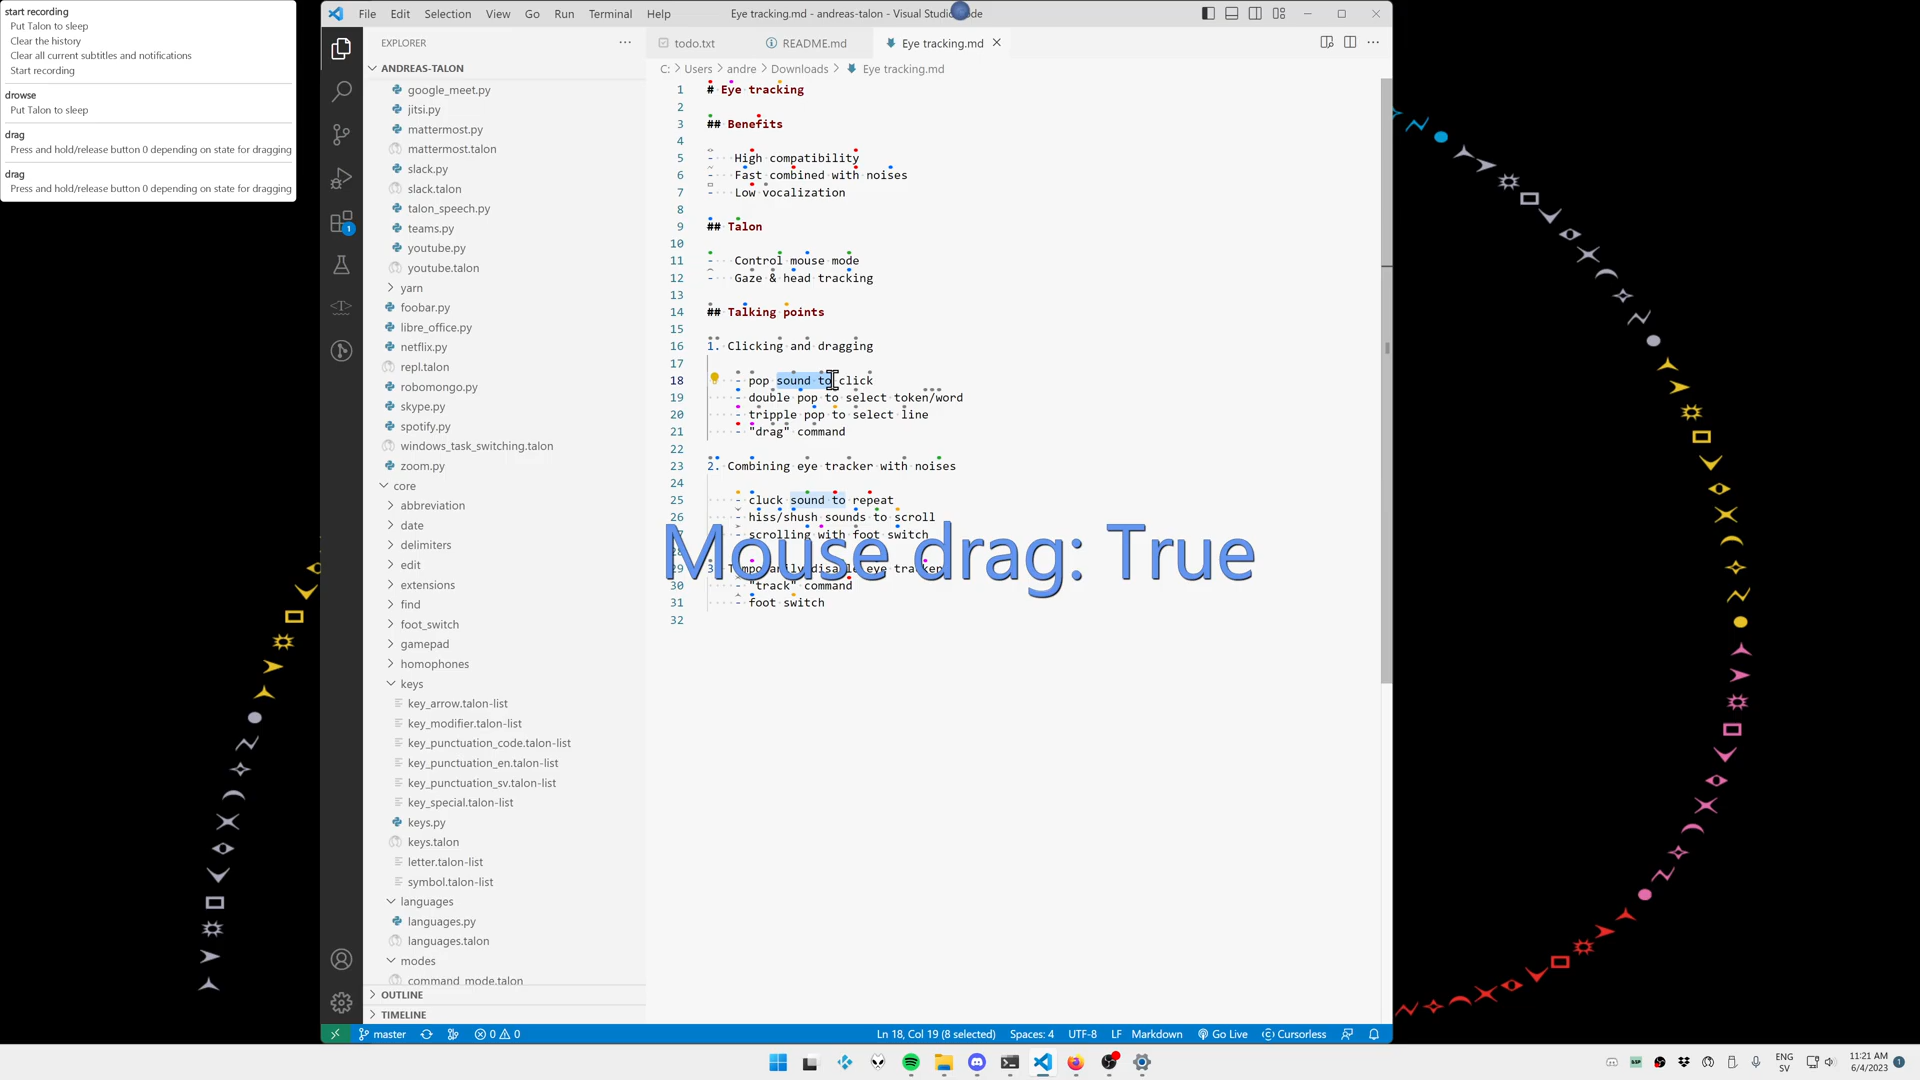 start recording
Put Talon to sleep
Clear the history
Clear all current subtitles and notifications
Start recording
drowse
Put Talon to sleep
drag
Press and hold/release button 0 depending on state for dragging
drag
Press and hold/release button 0 depending on state for dragging
File Edit Selection View Go Run Terminal Help
Eye tracking.md - andreas-talon - Visual Studio Code
EXPLORER
ANDREAS-TALON
google_meet.py
jitsi.py
mattermost.py
mattermost.talon
slack.py
slack.talon
talon_speech.py
teams.py
youtube.py
youtube.talon
yarn
foobar.py
libre_office.py
netflix.py
repl.talon
robomongo.py
skype.py
spotify.py
windows_task_switching.talon
zoom.py
core
abbreviation
date
delimiters
edit
extensions
find
foot_switch
gamepad
homophones
keys
key_arrow.talon-list
key_modifier.talon-list
key_punctuation_code.talon-list
key_punctuation_en.talon-list
key_punctuation_sv.talon-list
key_special.talon-list
keys.py
keys.talon
letter.talon-list
symbol.talon-list
languages
languages.py
languages.talon
modes
command_mode.talon
OUTLINE
TIMELINE
todo.txt README.md Eye tracking.md
C: > Users > andre > Downloads > Eye tracking.md
1 # Eye tracking
2
3 ## Benefits
4
5 - High compatibility
6 - Fast combined with noises
7 - Low vocalization
8
9 ## Talon
10
11 - Control mouse mode
12 - Gaze & head tracking
13
14 ## Talking points
15
16 1. Clicking and dragging
17
18 - pop sound to click
19 - double pop to select token/word
20 - tripple pop to select line
21 - "drag" command
22
23 2. Combining eye tracker with noises
24
25 - cluck sound to repeat
26 - hiss/shush sounds to scroll
- scrolling with foot switch
29 3. Temporarily disable eye tracker
30 - "track" command
31 - foot switch
32
Mouse drag: True
master 0 0 Ln 18, Col 19 (8 selected) Spaces: 4 UTF-8 LF Markdown Go Live Cursorless
1
ENG
SV
11:21 AM
6/4/2023
1